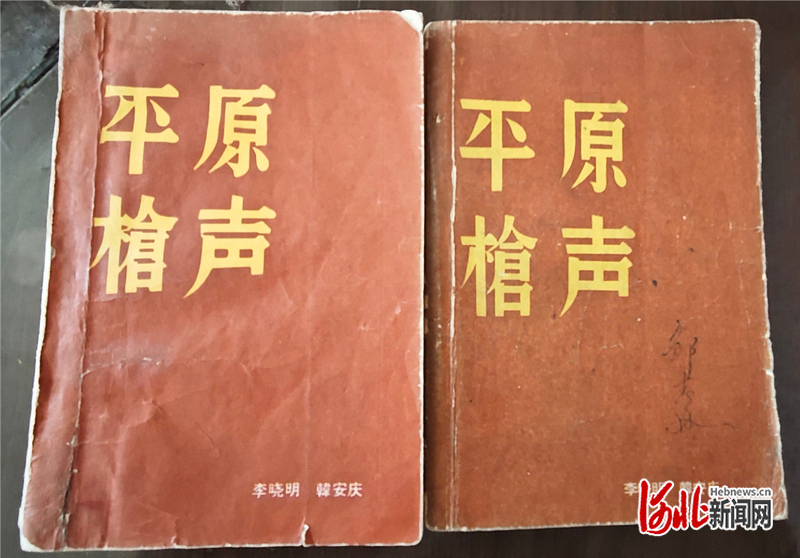 平原
槍声
李晓明 韓安庆
平原
槍声
Hebnews.cn
河北新闻网